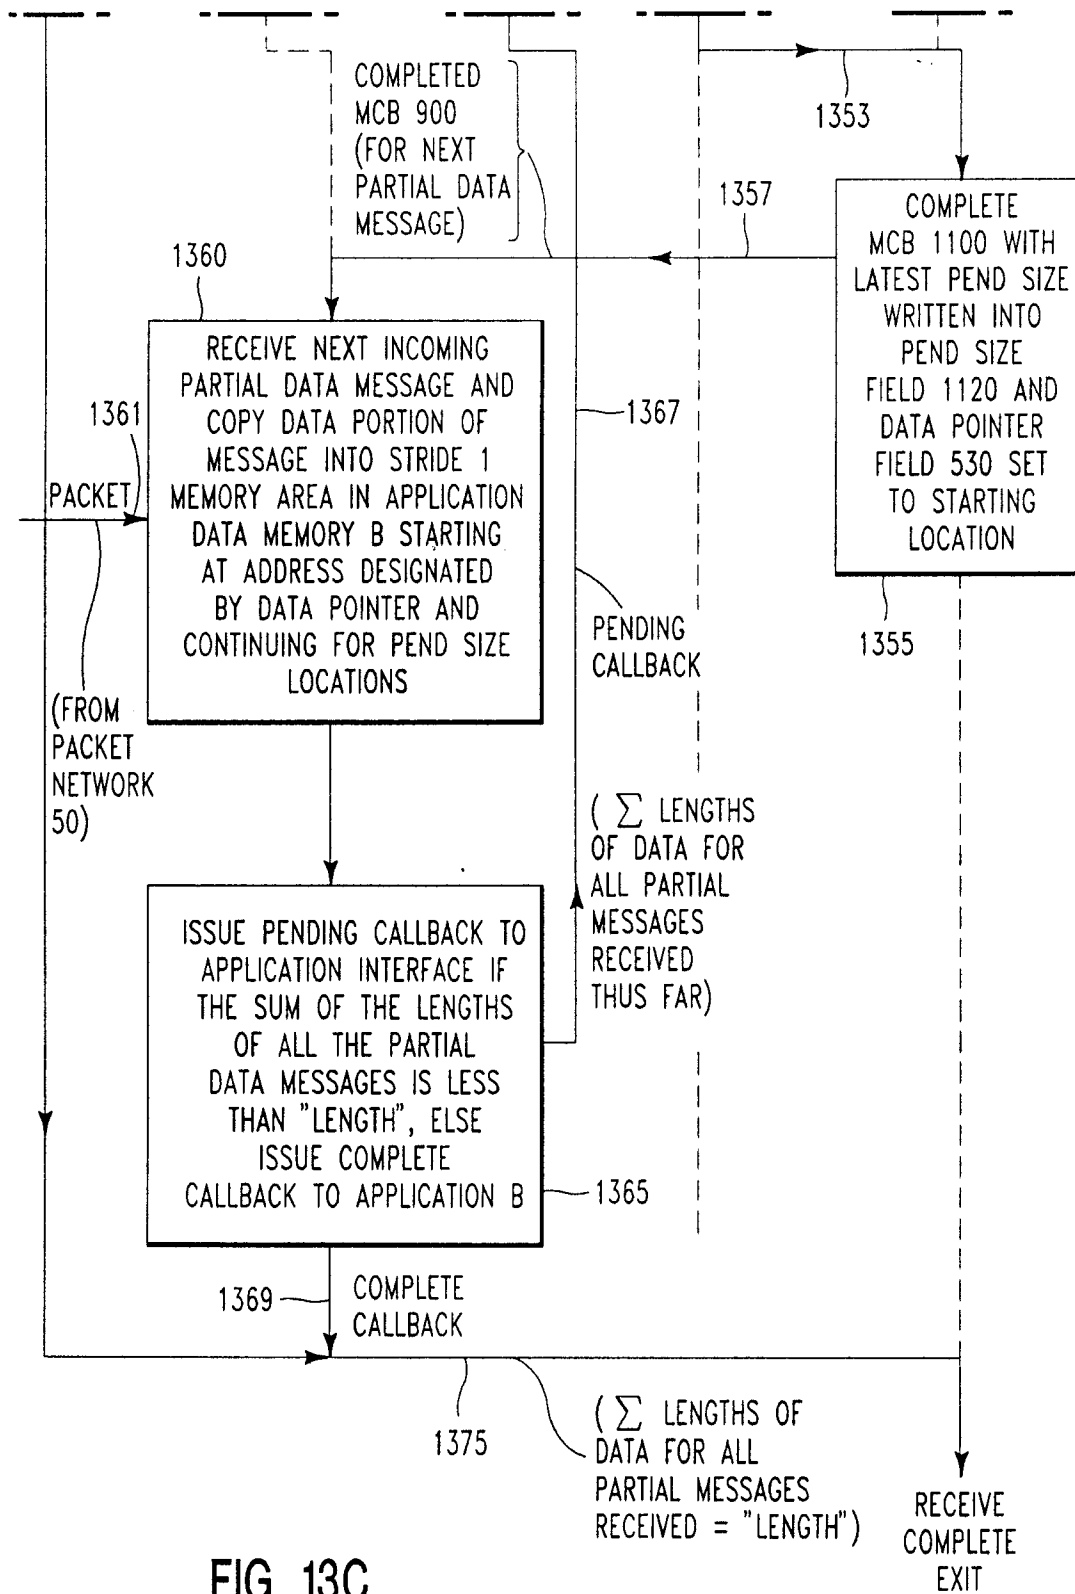 COMPLETED
MCB 900
(FOR NEXT
PARTIAL DATA
MESSAGE)
1353
1357
COMPLETE
MCB 1100 WITH
LATEST PEND SIZE
WRITTEN INTO
PEND SIZE
FIELD 1120 AND
DATA POINTER
FIELD 530 SET
TO STARTING
LOCATION
1355
1360
RECEIVE NEXT INCOMING
PARTIAL DATA MESSAGE AND
COPY DATA PORTION OF
MESSAGE INTO STRIDE 1
MEMORY AREA IN APPLICATION
DATA MEMORY B STARTING
AT ADDRESS DESIGNATED
BY DATA POINTER AND
CONTINUING FOR PEND SIZE
LOCATIONS
1361
PACKET
(FROM
PACKET
NETWORK
50)
1367
PENDING
CALLBACK
(∑ LENGTHS
OF DATA FOR
ALL PARTIAL
MESSAGES
RECEIVED
THUS FAR)
ISSUE PENDING CALLBACK TO
APPLICATION INTERFACE IF
THE SUM OF THE LENGTHS
OF ALL THE PARTIAL
DATA MESSAGES IS LESS
THAN "LENGTH", ELSE
ISSUE COMPLETE
CALLBACK TO APPLICATION B
1365
1369
COMPLETE
CALLBACK
1375
(∑ LENGTHS OF
DATA FOR ALL
PARTIAL MESSAGES
RECEIVED = "LENGTH")
RECEIVE
COMPLETE
EXIT
FIG. 13C